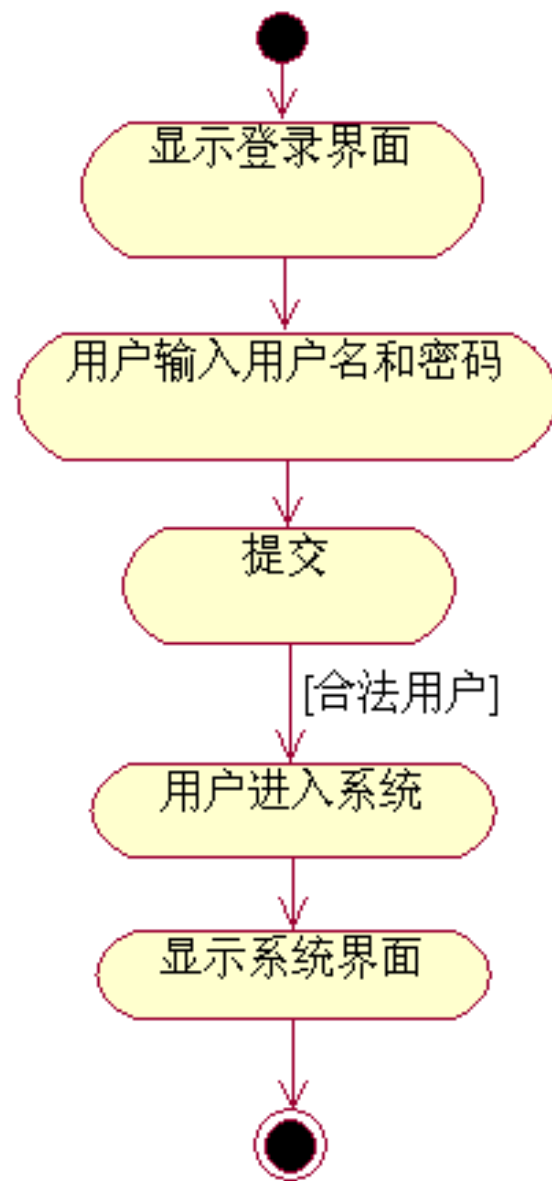 显示登录界面
用户输入用户名和密码
提交
[合法用户]
用户进入系统
显示系统界面